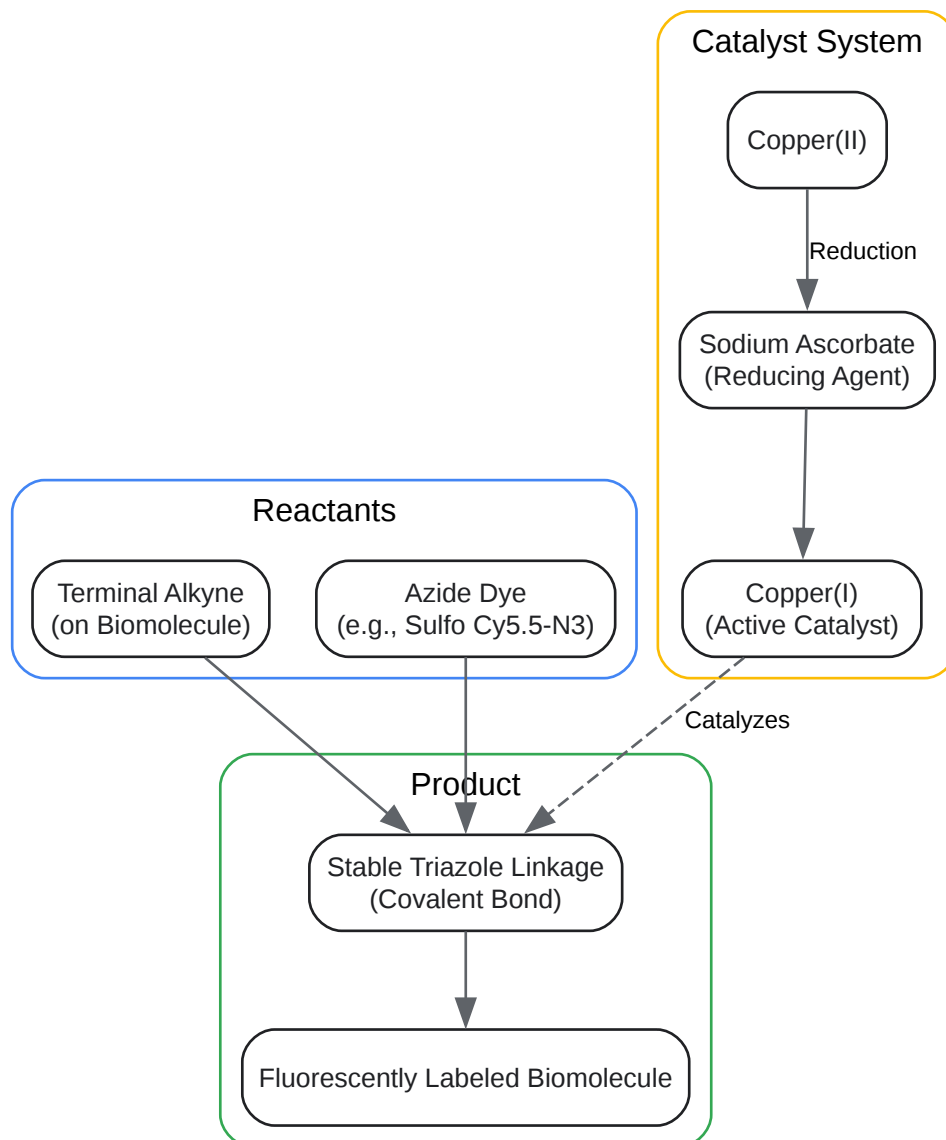 Catalyst System
Copper(II)
Reduction
Sodium Ascorbate
(Reducing Agent)
Reactants
Terminal Alkyne
(on Biomolecule)
Azide Dye
(e.g., Sulfo Cy5.5-N3)
Copper(I)
(Active Catalyst)
Catalyzes
Product
Stable Triazole Linkage
(Covalent Bond)
Fluorescently Labeled Biomolecule